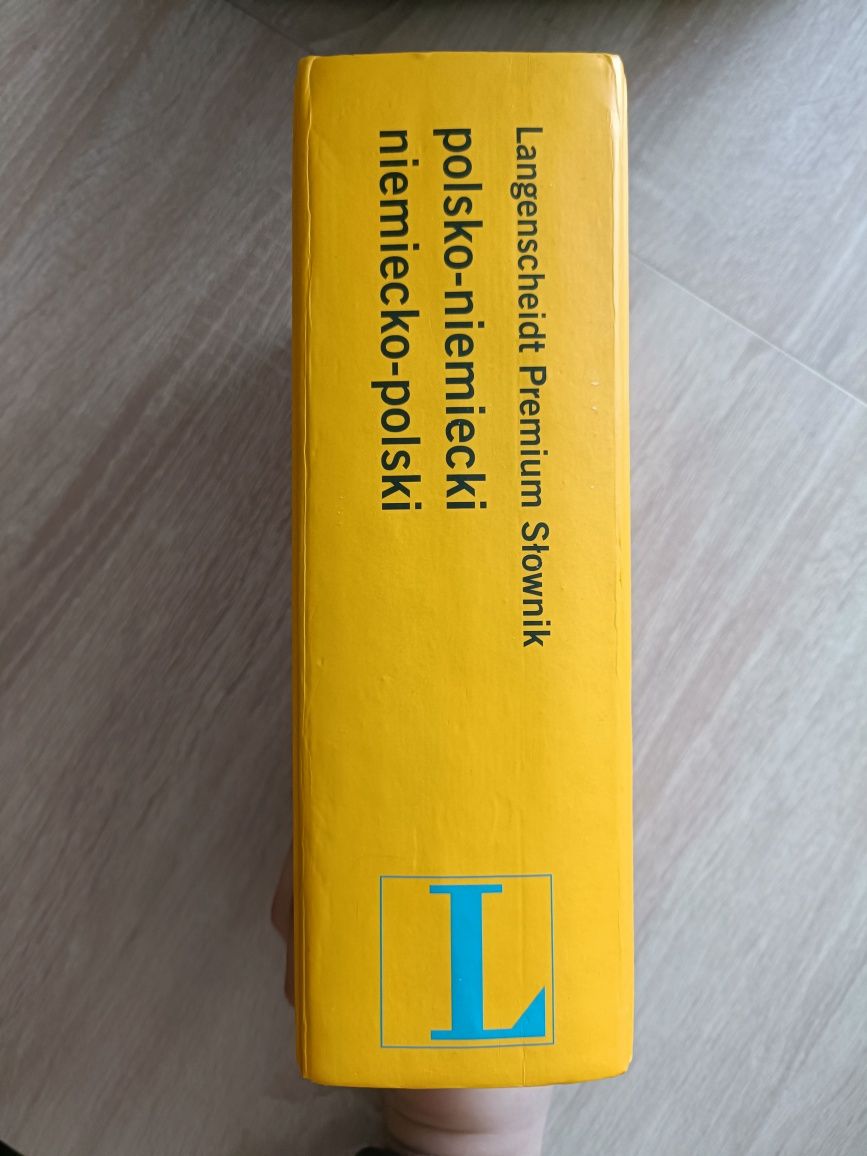 Langenscheidt Premium Słownik
polsko-niemiecki
niemiecko-polski
L